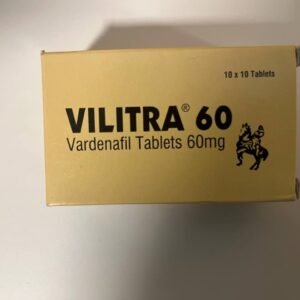 10 x 10 Tablets
VILITRA® 60
Vardenafil Tablets 60mg